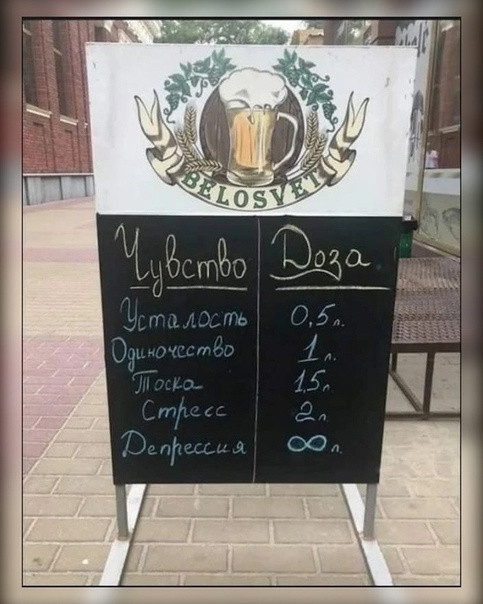 BELOSVET
Чувство Доза
Усталость 0,5 л.
Одиночество 1 л.
Тоска 1,5 л.
Стресс 2 л.
Депрессия ∞ л.